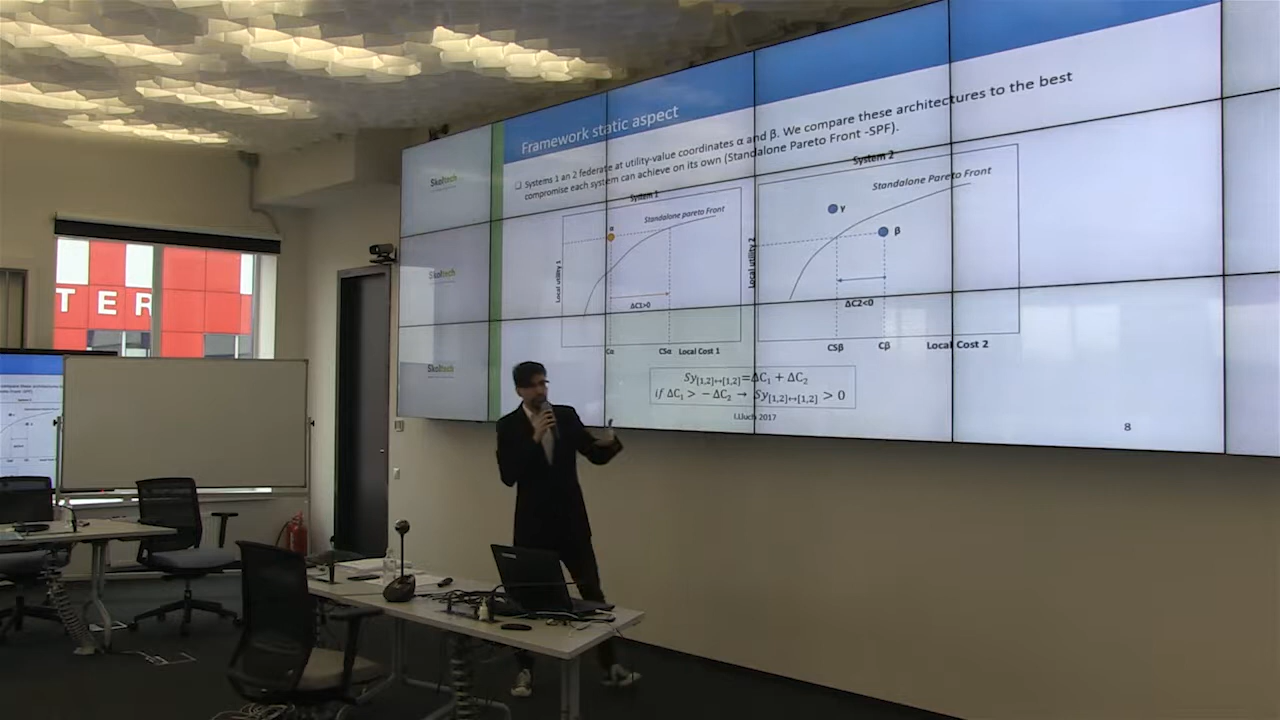 Framework static aspect
❑ Systems 1 an 2 federate at utility-value coordinates α and β. We compare these architectures to the best
compromise each system can achieve on its own (Standalone Pareto Front -SPF).
Skoltech
Skoltech
Skoltech
System 1
Standalone pareto Front
α
Local utility 1
ΔC1>0
Cα
CSα
Local Cost 1
System 2
Standalone Pareto Front
γ
β
Local utility 2
ΔC2<0
CSβ
Cβ
Local Cost 2
Sy[1,2]↔[1,2]=ΔC₁ + ΔC₂
if ΔC₁ > −ΔC₂ → Sy[1,2]↔[1,2] > 0
I.Lluch 2017
8
TER